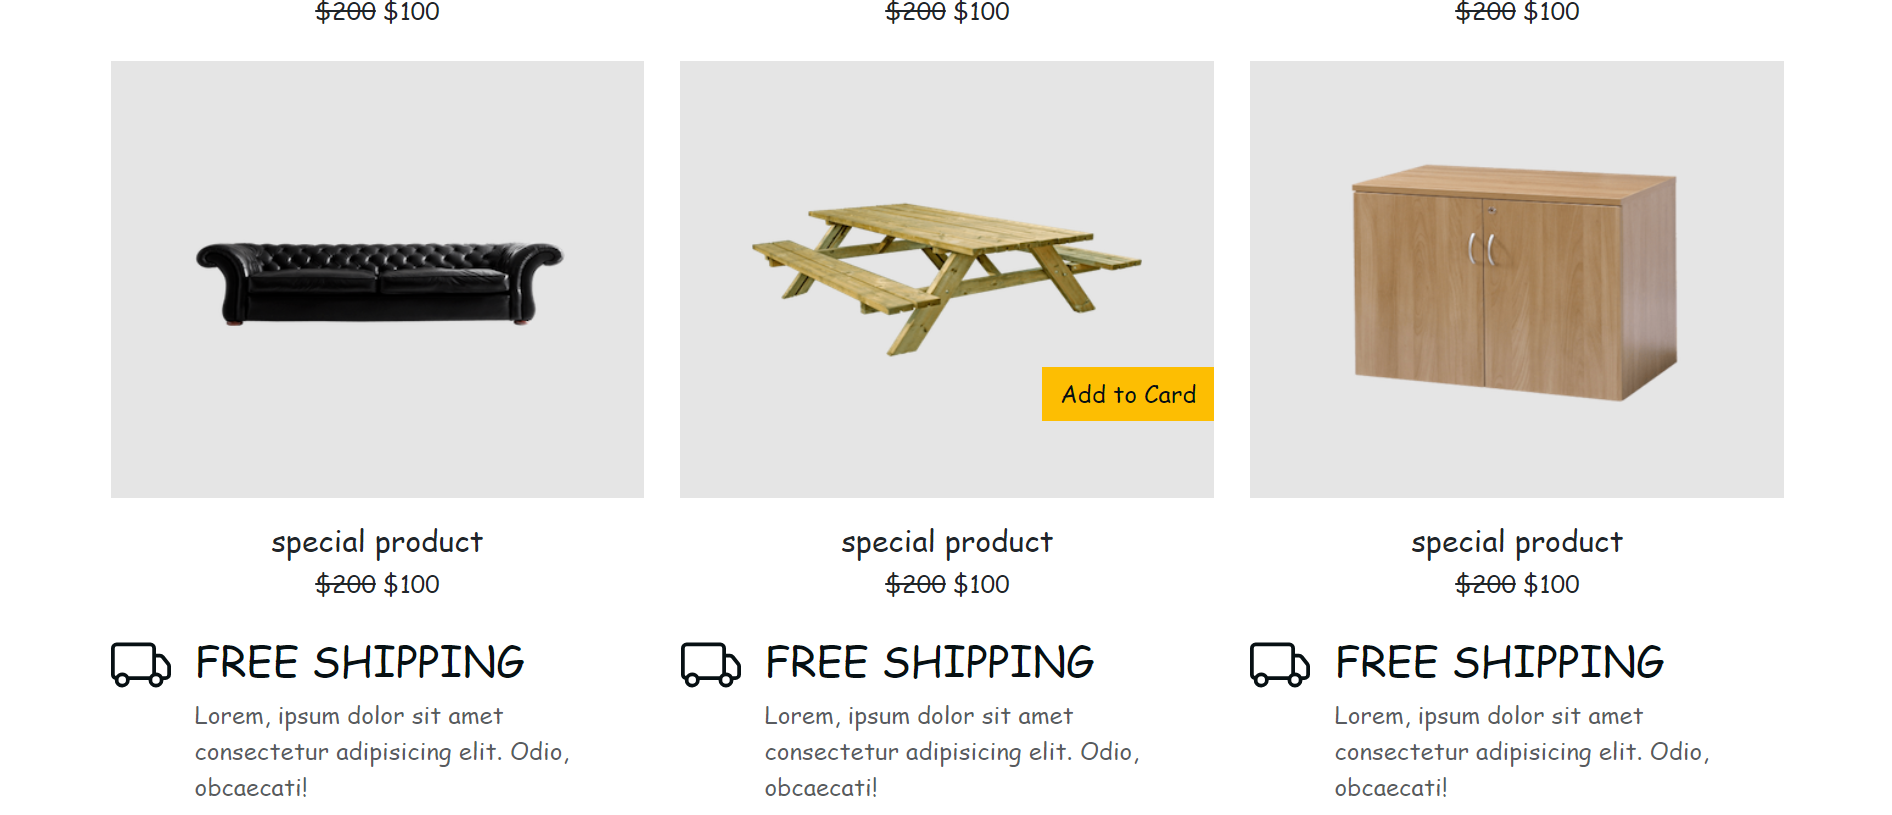 $200 $100
$200 $100
$200 $100
Add to Card
special product
special product
special product
$200 $100
$200 $100
$200 $100
FREE SHIPPING
Lorem, ipsum dolor sit amet
consectetur adipisicing elit. Odio,
obcaecati!
FREE SHIPPING
Lorem, ipsum dolor sit amet
consectetur adipisicing elit. Odio,
obcaecati!
FREE SHIPPING
Lorem, ipsum dolor sit amet
consectetur adipisicing elit. Odio,
obcaecati!